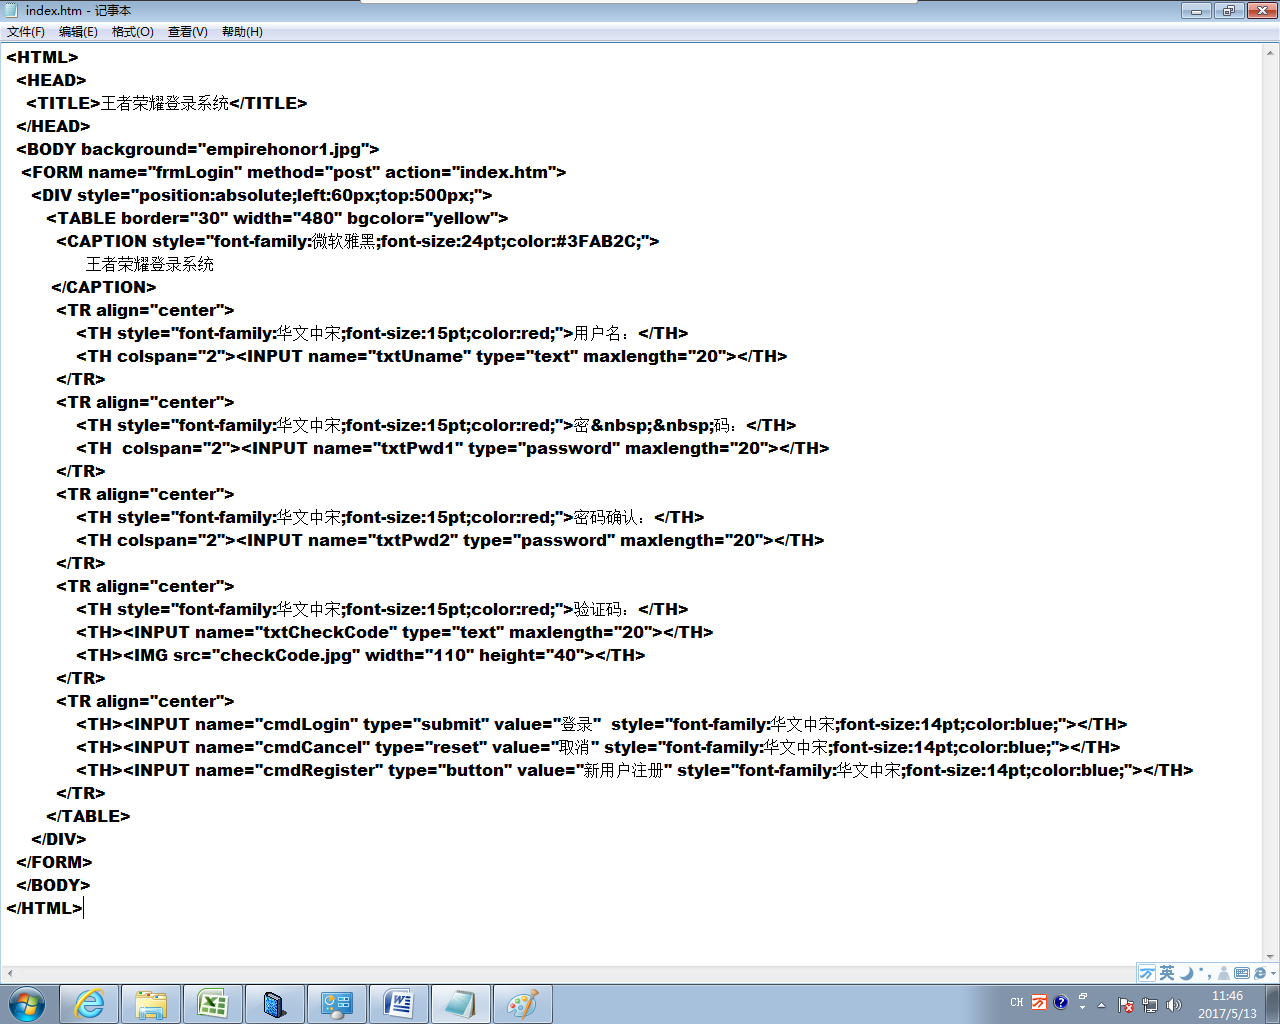 index.htm - 记事本
文件(F) 编辑(E) 格式(O) 查看(V) 帮助(H)
<HTML>
<HEAD>
<TITLE>王者荣耀登录系统</TITLE>
</HEAD>
<BODY background="empirehonor1.jpg">
<FORM name="frmLogin" method="post" action="index.htm">
<DIV style="position:absolute;left:60px;top:500px;">
<TABLE border="30" width="480" bgcolor="yellow">
<CAPTION style="font-family:微软雅黑;font-size:24pt;color:#3FAB2C;">
王者荣耀登录系统
</CAPTION>
<TR align="center">
<TH style="font-family:华文中宋;font-size:15pt;color:red;">用户名：</TH>
<TH colspan="2"><INPUT name="txtUname" type="text" maxlength="20"></TH>
</TR>
<TR align="center">
<TH style="font-family:华文中宋;font-size:15pt;color:red;">密&nbsp;&nbsp;码：</TH>
<TH  colspan="2"><INPUT name="txtPwd1" type="password" maxlength="20"></TH>
</TR>
<TR align="center">
<TH style="font-family:华文中宋;font-size:15pt;color:red;">密码确认：</TH>
<TH colspan="2"><INPUT name="txtPwd2" type="password" maxlength="20"></TH>
</TR>
<TR align="center">
<TH style="font-family:华文中宋;font-size:15pt;color:red;">验证码：</TH>
<TH><INPUT name="txtCheckCode" type="text" maxlength="20"></TH>
<TH><IMG src="checkCode.jpg" width="110" height="40"></TH>
</TR>
<TR align="center">
<TH><INPUT name="cmdLogin" type="submit" value="登录"  style="font-family:华文中宋;font-size:14pt;color:blue;"></TH>
<TH><INPUT name="cmdCancel" type="reset" value="取消" style="font-family:华文中宋;font-size:14pt;color:blue;"></TH>
<TH><INPUT name="cmdRegister" type="button" value="新用户注册" style="font-family:华文中宋;font-size:14pt;color:blue;"></TH>
</TR>
</TABLE>
</DIV>
</FORM>
</BODY>
</HTML>
英
CH
11:46
2017/5/13